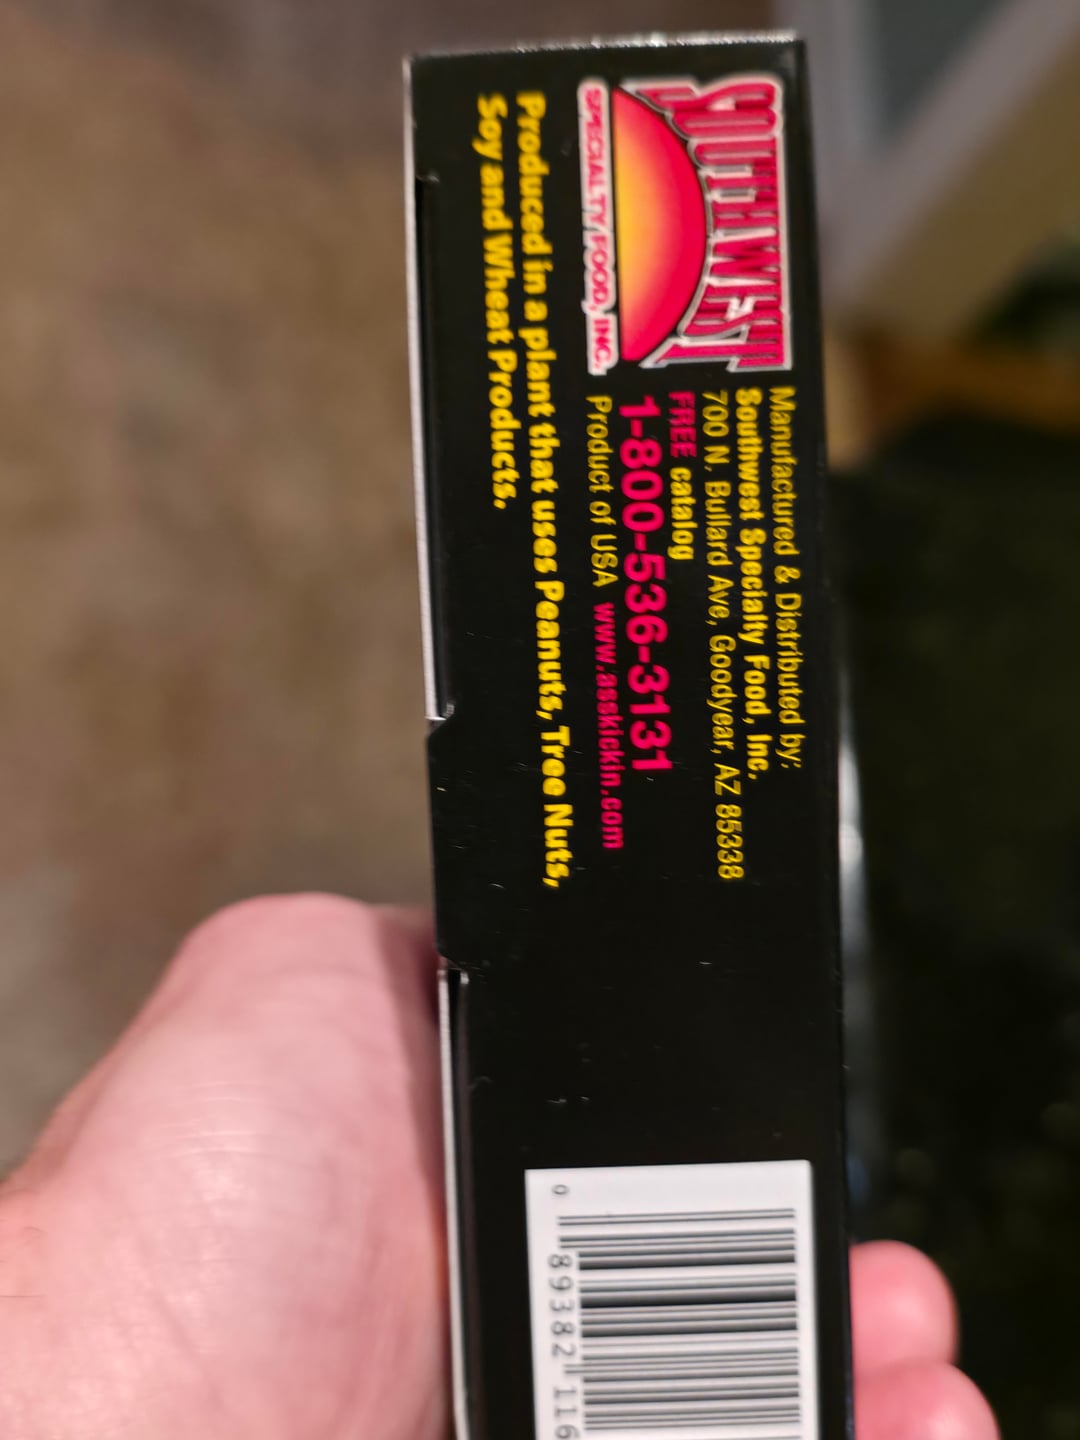 SOUTHWEST
SPECIALTY FOOD, INC.
Manufactured & Distributed by:
Southwest Specialty Food, Inc.
700 N. Bullard Ave, Goodyear, AZ 85338
FREE catalog
1-800-536-3131
Product of USA www.asskickin.com
Produced in a plant that uses Peanuts, Tree Nuts,
Soy and Wheat Products.
0 89382 116